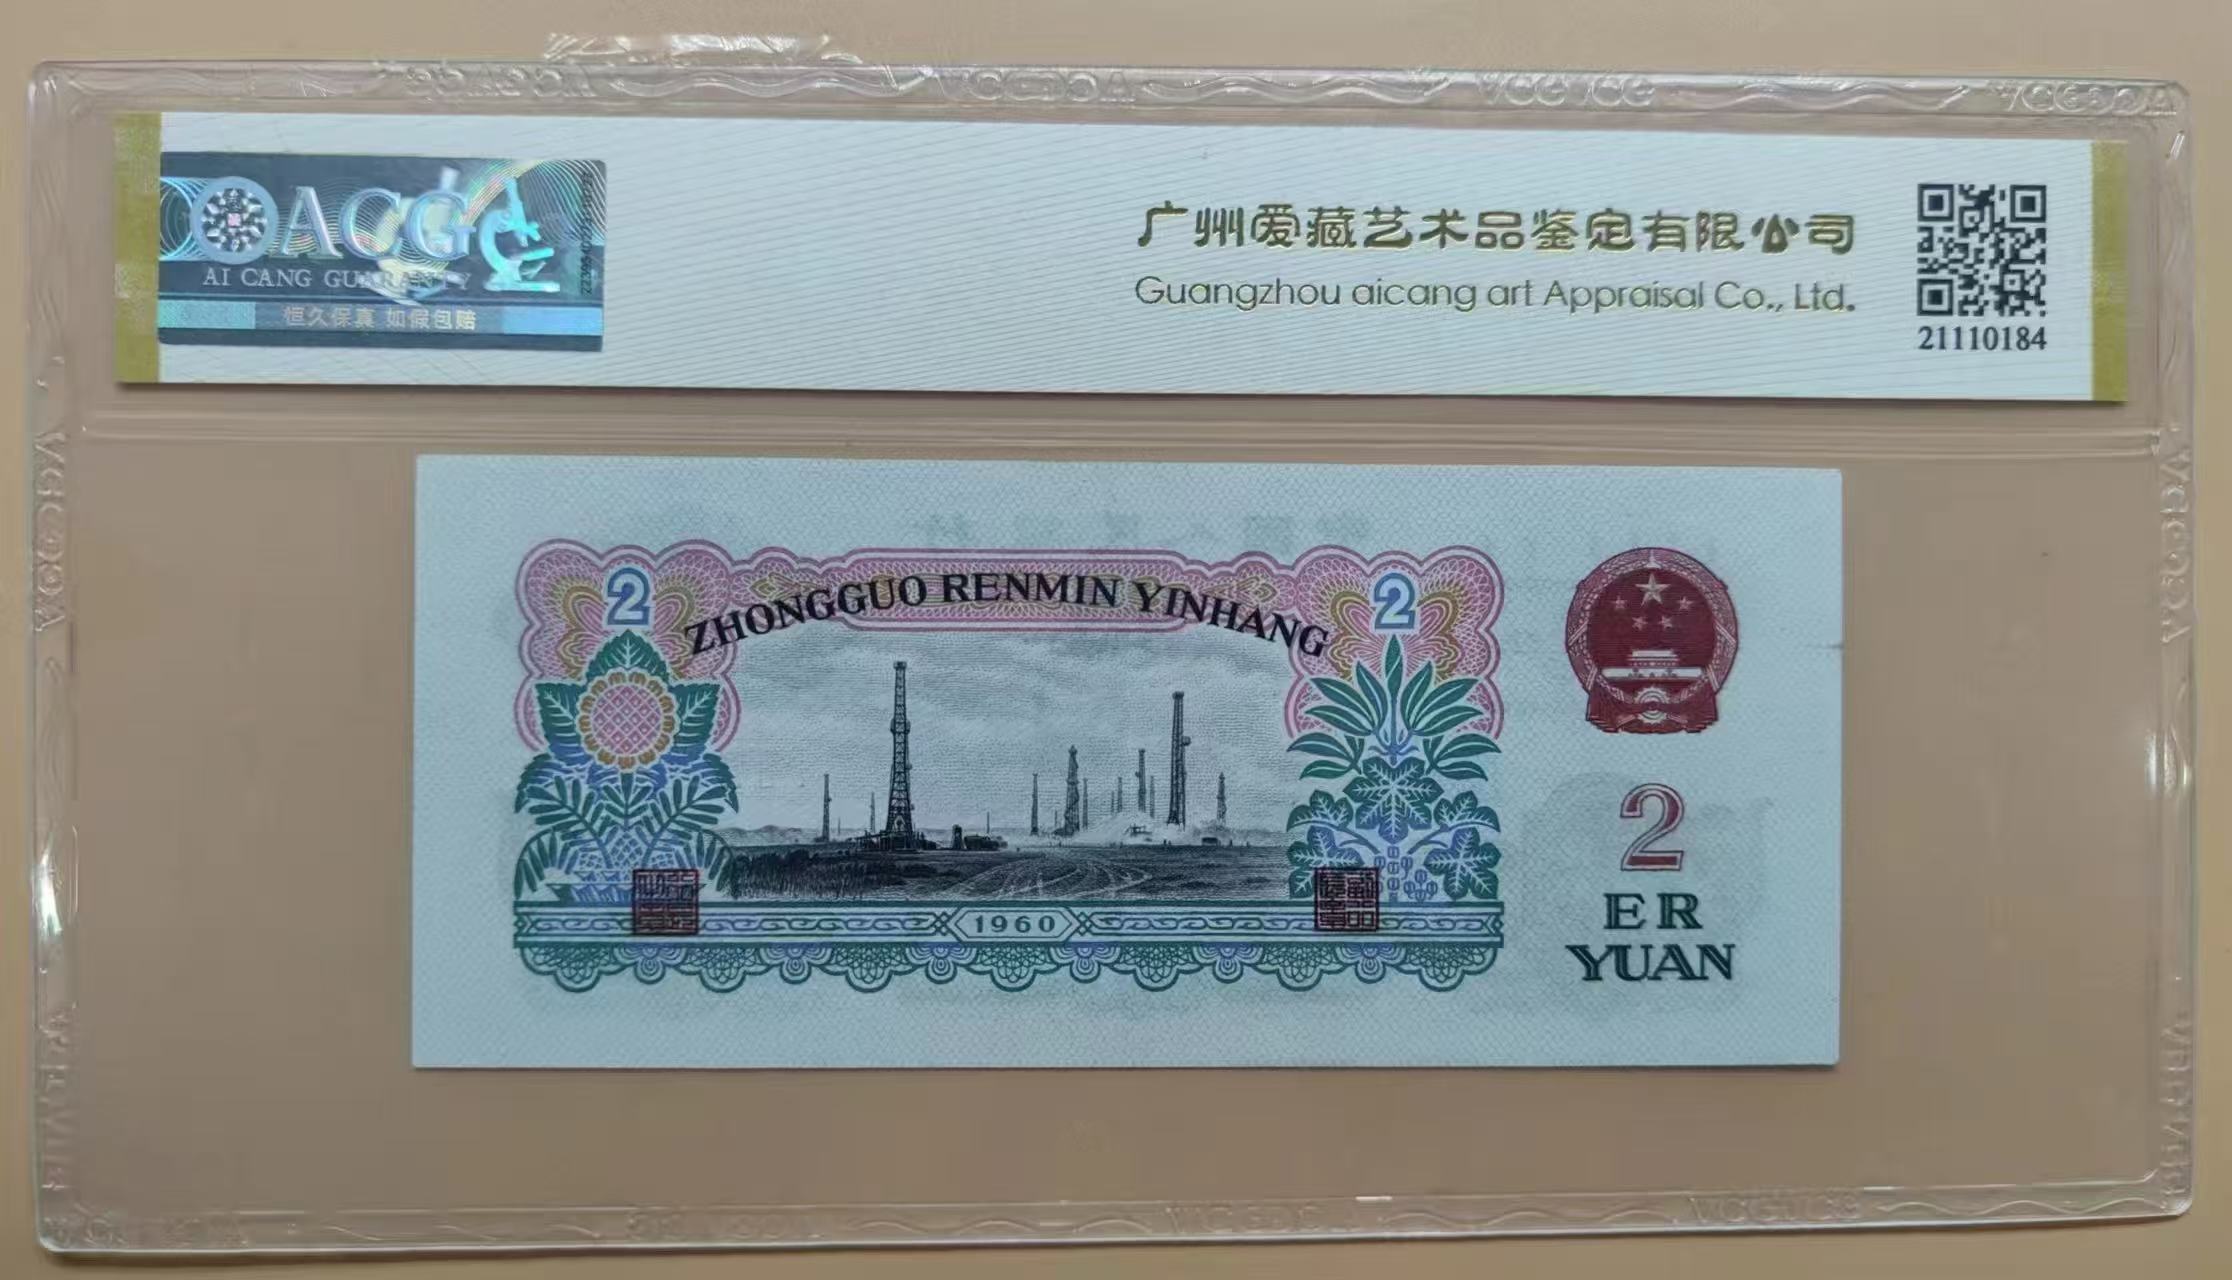 ACG
AI CANG GUARANTY
恒久保真 如假包赔
广州爱藏艺术品鉴定有限公司
Guangzhou aicang art Appraisal Co., Ltd.
21110184
2
ZHONGGUO RENMIN YINHANG
2
1960
2
ER
YUAN